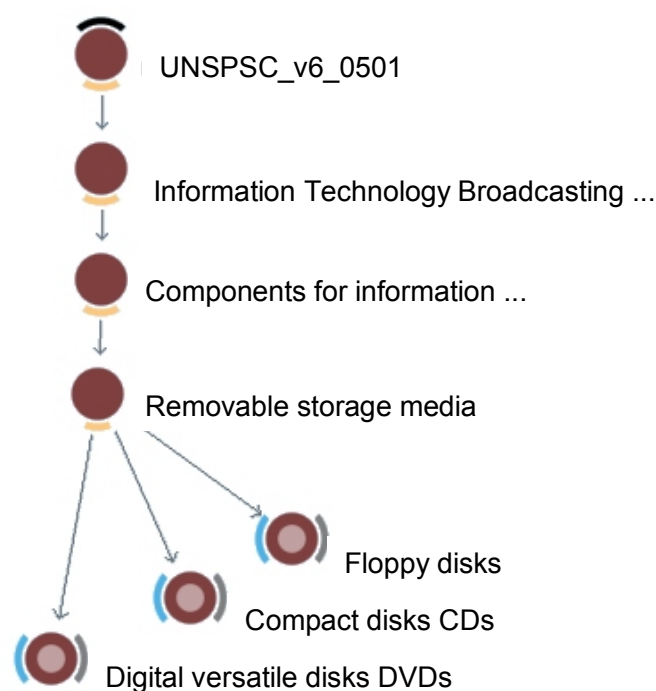 UNSPSC_v6_0501
Information Technology Broadcasting ...
Components for information ...
Removable storage media
Floppy disks
Compact disks CDs
Digital versatile disks DVDs